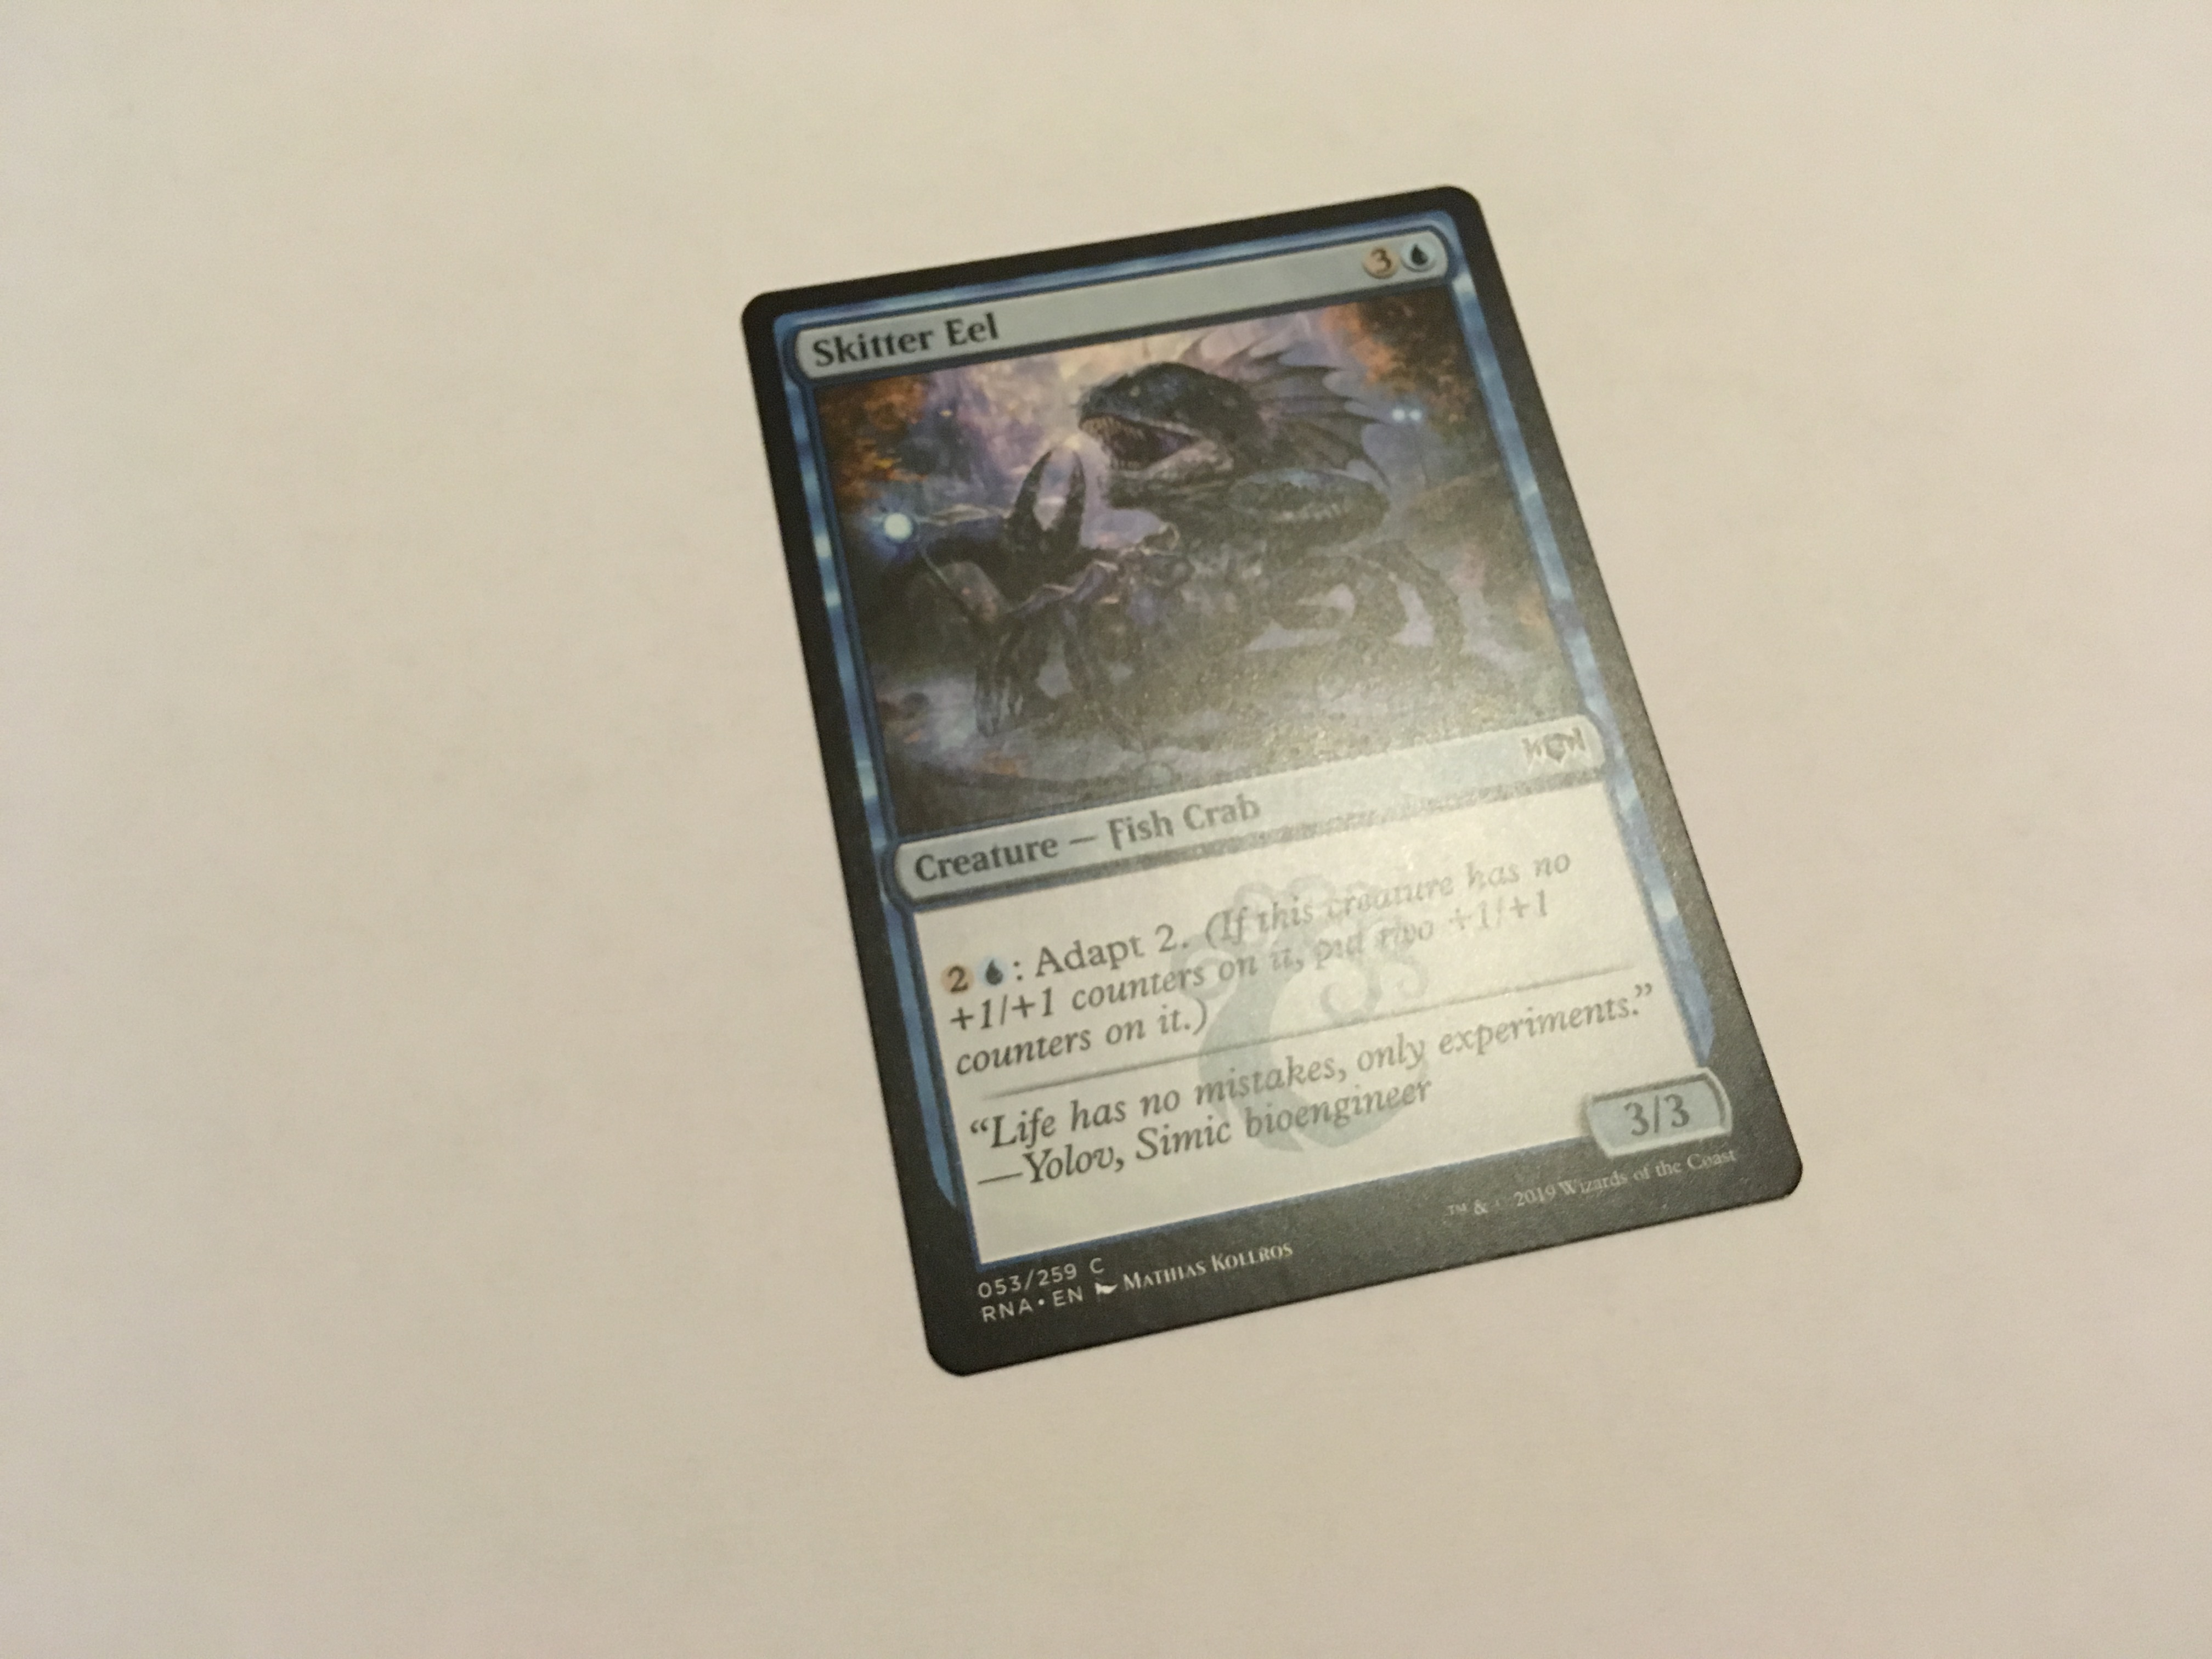 Skitter Eel 3
Creature — Fish Crab
2 : Adapt 2. (If this creature has no
+1/+1 counters on it, put two +1/+1
counters on it.)
“Life has no mistakes, only experiments.”
—Yolov, Simic bioengineer
3/3
053/259 C
RNA • EN Mathias Kollros
™ & © 2019 Wizards of the Coast